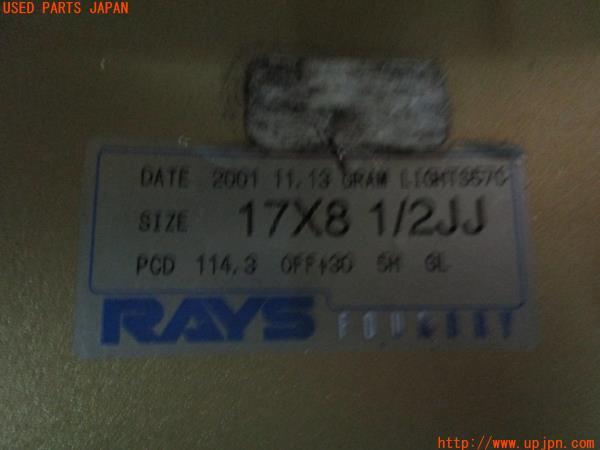 USED PARTS JAPAN
DATE 2001 11.13 GRAM LIGHTS57C
SIZE 17X8 1/2JJ
PCD 114.3 OFF+30 5H GL
RAYS FOUNDRY
http://www.upjpn.com